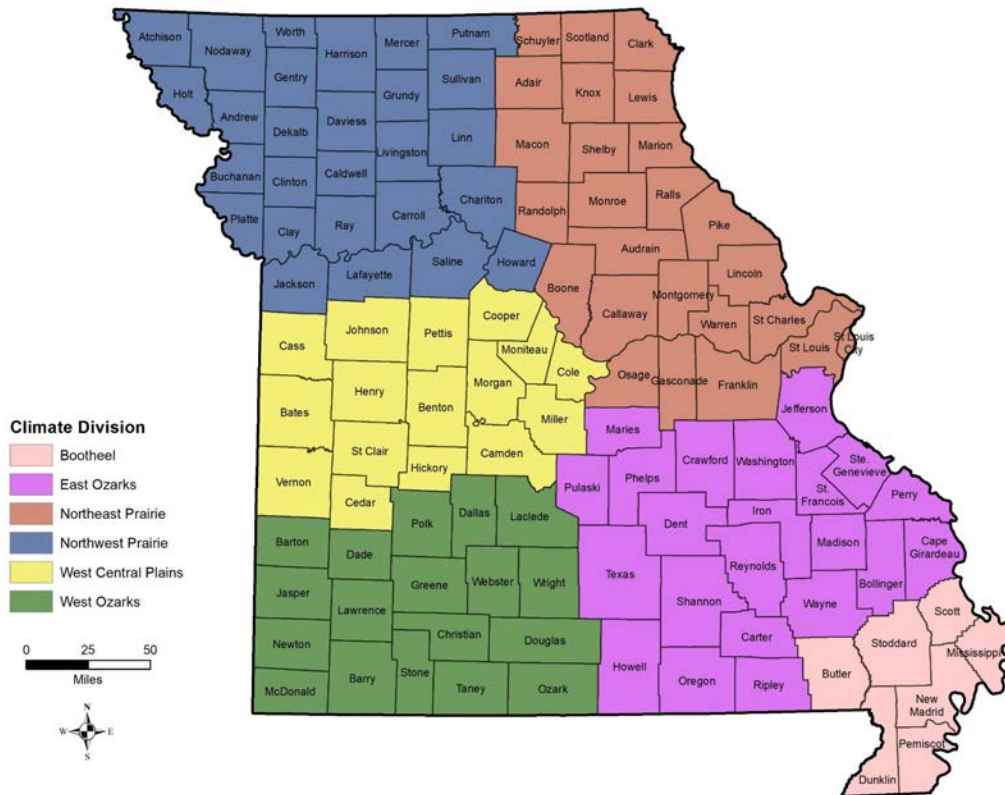 Atchison
Nodaway
Worth
Harrison
Mercer
Putnam
Schuyler
Scotland
Clark
Gentry
Sullivan
Adair
Knox
Lewis
Holt
Andrew
Grundy
Dekalb
Daviess
Linn
Macon
Shelby
Marion
Livingston
Buchanan
Clinton
Caldwell
Chariton
Randolph
Monroe
Ralls
Pike
Platte
Clay
Ray
Carroll
Audrain
Saline
Howard
Lincoln
Jackson
Lafayette
Boone
Callaway
Montgomery
Warren
St Charles
Cooper
Johnson
Pettis
St Louis
St Louis
City
Cass
Moniteau
Cole
Osage
Gasconade
Franklin
Henry
Morgan
Bates
Benton
Miller
Jefferson
Maries
Climate Division
Bootheel
East Ozarks
Northeast Prairie
Northwest Prairie
West Central Plains
West Ozarks
St Clair
Camden
Crawford
Washington
Ste.
Genevieve
Hickory
Vernon
Pulaski
Phelps
St.
Francois
Perry
Cedar
Dallas
Laclede
Polk
Dent
Iron
Barton
Dade
Madison
Cape
Girardeau
Texas
Reynolds
Bollinger
Jasper
Greene
Webster
Wright
Shannon
Wayne
Lawrence
Scott
Newton
Christian
Douglas
Carter
Stoddard
Mississippi
McDonald
Barry
Stone
Taney
Ozark
Howell
Oregon
Ripley
Butler
New
Madrid
Pemiscot
Dunklin
0 25 50
Miles
N
W E
S